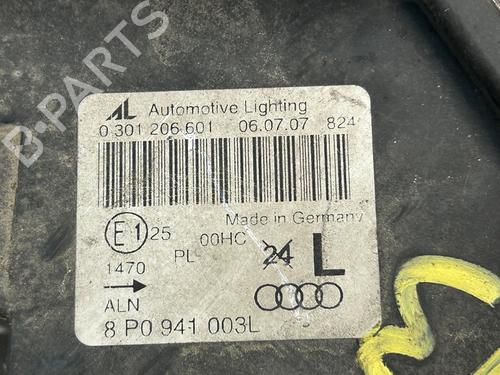 B-PARTS
AL Automotive Lighting
0 301 206 601 06.07.07 824
Made in Germany
E1 25 00HC 24 L
PL
1470
ALN
8 P0 941 003L